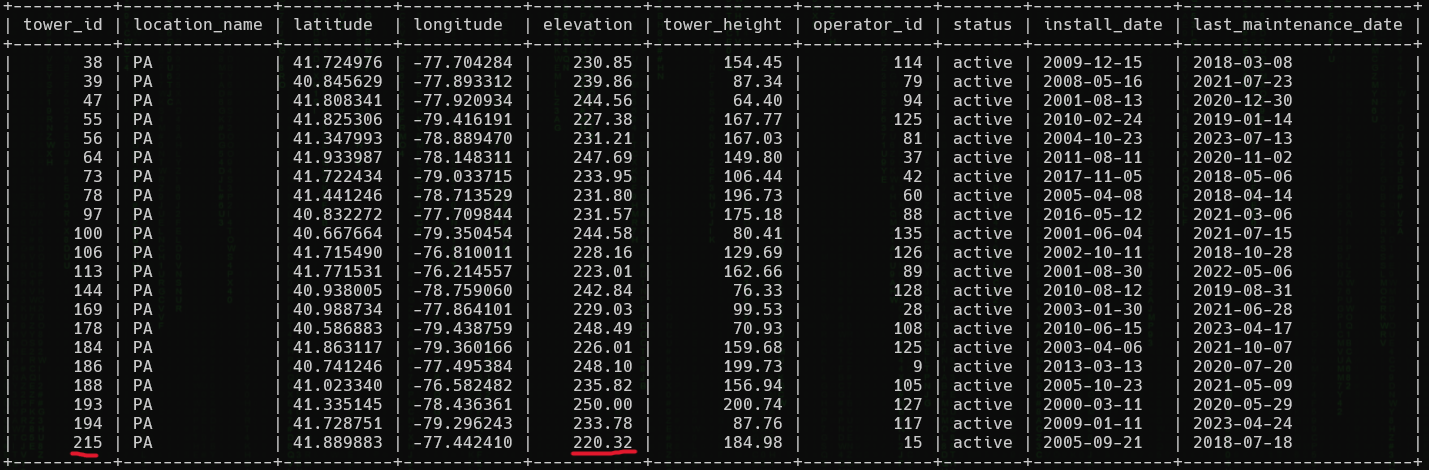 | tower_id | location_name | latitude | longitude | elevation | tower_height | operator_id | status | install_date | last_maintenance_date |
| 38 | PA | 41.724976 | -77.704284 | 230.85 | 154.45 | 114 | active | 2009-12-15 | 2018-03-08 |
| 39 | PA | 40.845629 | -77.893312 | 239.86 | 87.34 | 79 | active | 2008-05-16 | 2021-07-23 |
| 47 | PA | 41.808341 | -77.920934 | 244.56 | 64.40 | 94 | active | 2001-08-13 | 2020-12-30 |
| 55 | PA | 41.825306 | -79.416191 | 227.38 | 167.77 | 125 | active | 2010-02-24 | 2019-01-14 |
| 56 | PA | 41.347993 | -78.889470 | 231.21 | 167.03 | 81 | active | 2004-10-23 | 2023-07-13 |
| 64 | PA | 41.933987 | -78.148311 | 247.69 | 149.80 | 37 | active | 2011-08-11 | 2020-11-02 |
| 73 | PA | 41.722434 | -79.033715 | 233.95 | 106.44 | 42 | active | 2017-11-05 | 2018-05-06 |
| 78 | PA | 41.441246 | -78.713529 | 231.80 | 196.73 | 60 | active | 2005-04-08 | 2018-04-14 |
| 97 | PA | 40.832272 | -77.709844 | 231.57 | 175.18 | 88 | active | 2016-05-12 | 2021-03-06 |
| 100 | PA | 40.667664 | -79.350454 | 244.58 | 80.41 | 135 | active | 2001-06-04 | 2021-07-15 |
| 106 | PA | 41.715490 | -76.810011 | 228.16 | 129.69 | 126 | active | 2002-10-11 | 2018-10-28 |
| 113 | PA | 41.771531 | -76.214557 | 223.01 | 162.66 | 89 | active | 2001-08-30 | 2022-05-06 |
| 144 | PA | 40.938005 | -78.759060 | 242.84 | 76.33 | 128 | active | 2010-08-12 | 2019-08-31 |
| 169 | PA | 40.988734 | -77.864101 | 229.03 | 99.53 | 28 | active | 2003-01-30 | 2021-06-28 |
| 178 | PA | 40.586883 | -79.438759 | 248.49 | 70.93 | 108 | active | 2010-06-15 | 2023-04-17 |
| 184 | PA | 41.863117 | -79.360166 | 226.01 | 159.68 | 125 | active | 2003-04-06 | 2021-10-07 |
| 186 | PA | 40.741246 | -77.495384 | 248.10 | 199.73 | 9 | active | 2013-03-13 | 2020-07-20 |
| 188 | PA | 41.023340 | -76.582482 | 235.82 | 156.94 | 105 | active | 2005-10-23 | 2021-05-09 |
| 193 | PA | 41.335145 | -78.436361 | 250.00 | 200.74 | 127 | active | 2000-03-11 | 2020-05-29 |
| 194 | PA | 41.728751 | -79.296243 | 233.78 | 87.76 | 117 | active | 2009-01-11 | 2023-04-24 |
| 215 | PA | 41.889883 | -77.442410 | 220.32 | 184.98 | 15 | active | 2005-09-21 | 2018-07-18 |